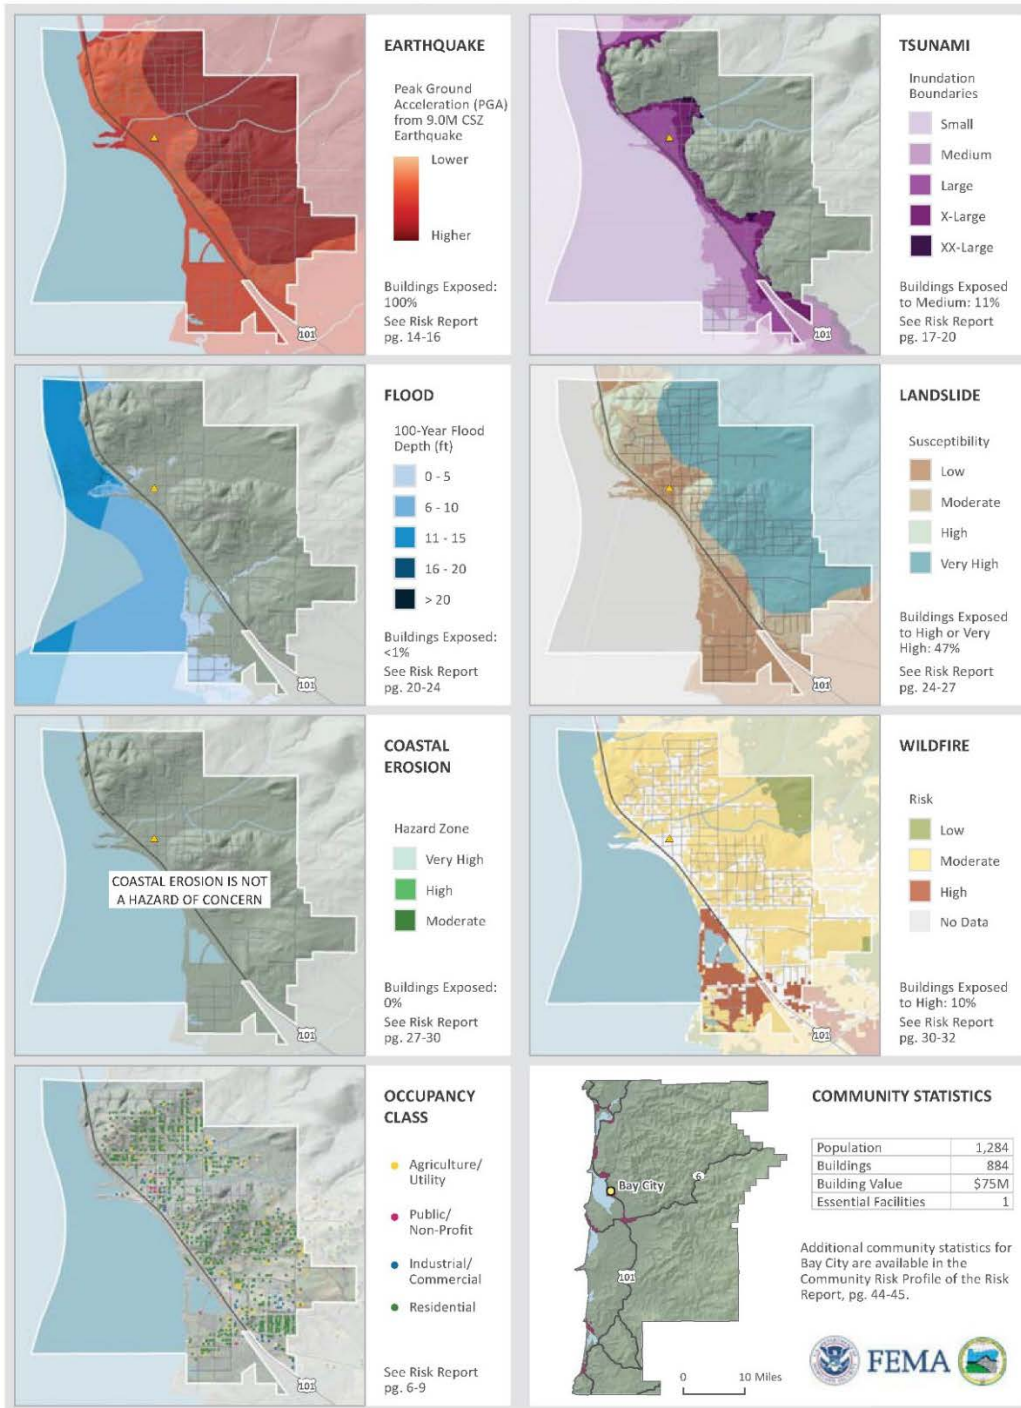 EARTHQUAKE
Peak Ground
Acceleration (PGA)
from 9.0M CSZ
Earthquake
Lower
Higher
Buildings Exposed:
100%
See Risk Report
pg. 14-16
101
TSUNAMI
Inundation
Boundaries
Small
Medium
Large
X-Large
XX-Large
Buildings Exposed
to Medium: 11%
See Risk Report
pg. 17-20
101
FLOOD
100-Year Flood
Depth (ft)
0 - 5
6 - 10
11 - 15
16 - 20
> 20
Buildings Exposed:
<1%
See Risk Report
pg. 20-24
101
LANDSLIDE
Susceptibility
Low
Moderate
High
Very High
Buildings Exposed
to High or Very
High: 47%
See Risk Report
pg. 24-27
101
COASTAL
EROSION
Hazard Zone
Very High
High
Moderate
COASTAL EROSION IS NOT
A HAZARD OF CONCERN
Buildings Exposed:
0%
See Risk Report
pg. 27-30
101
WILDFIRE
Risk
Low
Moderate
High
No Data
Buildings Exposed
to High: 10%
See Risk Report
pg. 30-32
101
OCCUPANCY
CLASS
Agriculture/
Utility
Public/
Non-Profit
Industrial/
Commercial
Residential
See Risk Report
pg. 6-9
101
Bay City
6
101
0 10 Miles
COMMUNITY STATISTICS
Population 1,284
Buildings 884
Building Value $75M
Essential Facilities 1
Additional community statistics for
Bay City are available in the
Community Risk Profile of the Risk
Report, pg. 44-45.
FEMA